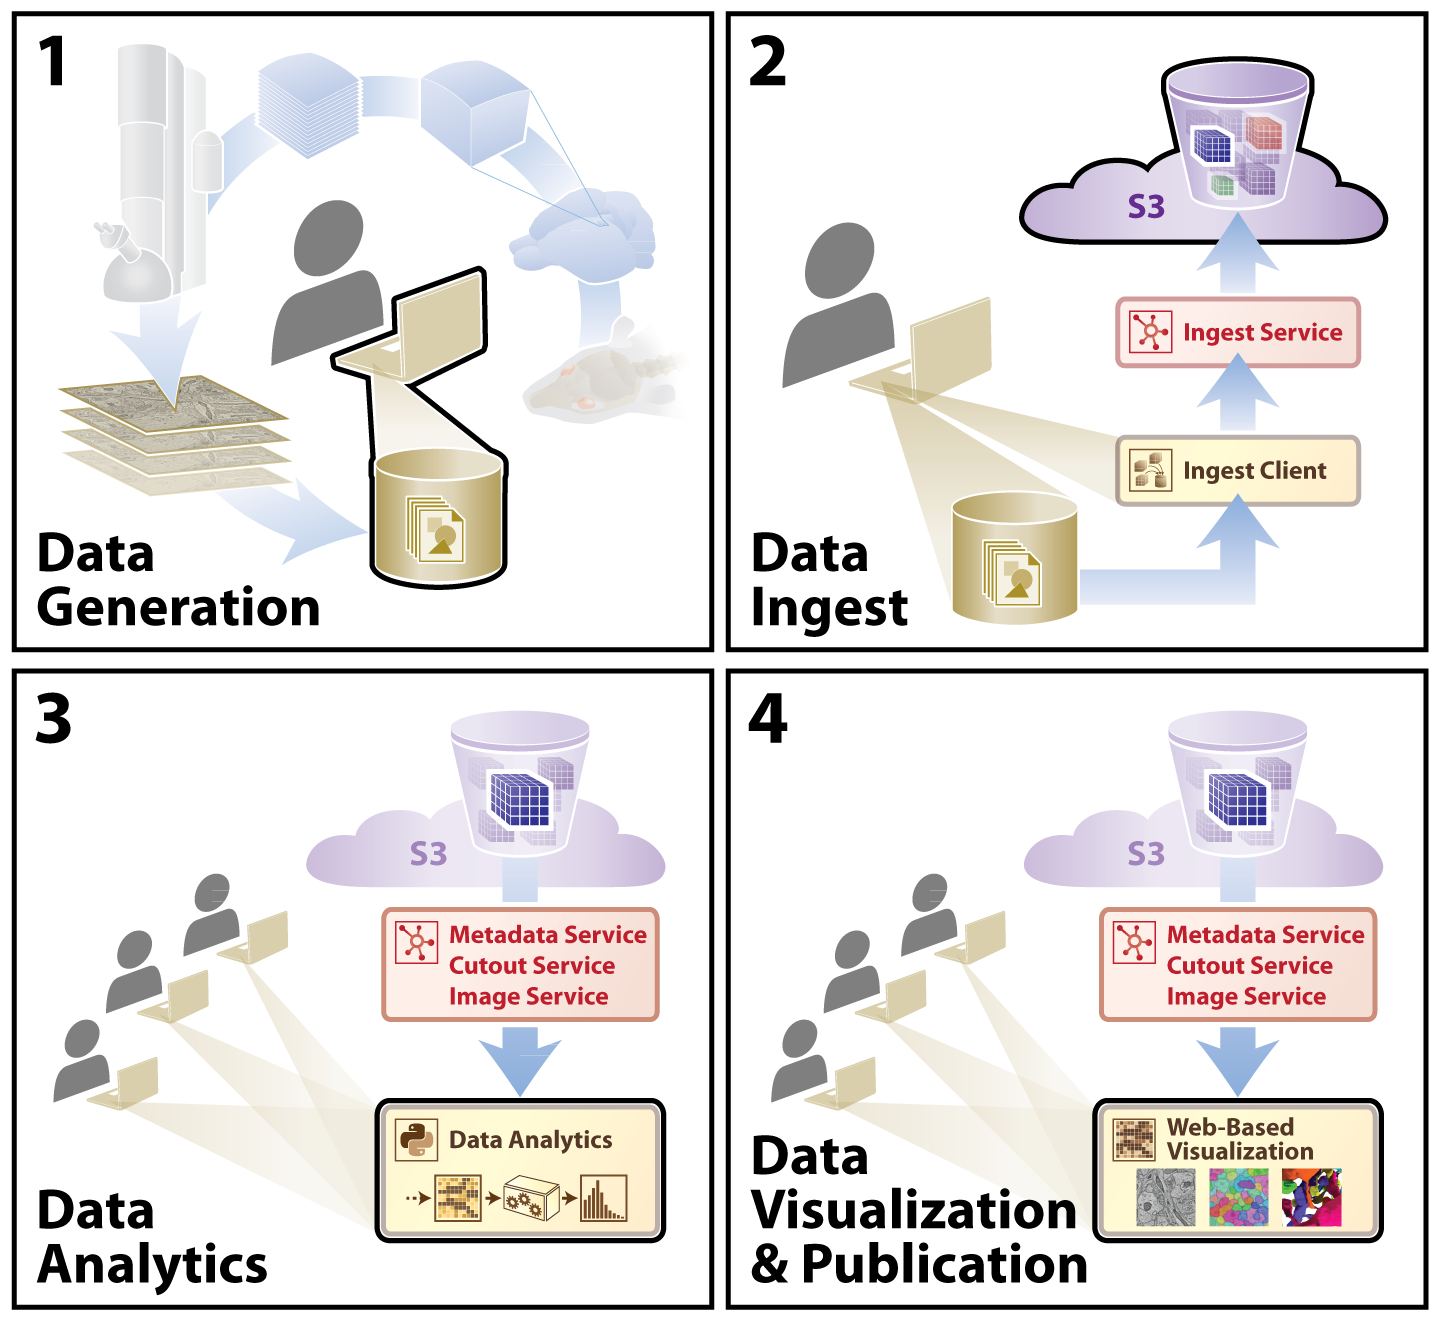 1
Data
Generation
2
S3
Ingest Service
Ingest Client
Data
Ingest
3
S3
Metadata Service
Cutout Service
Image Service
Data Analytics
Data
Analytics
4
S3
Metadata Service
Cutout Service
Image Service
Web-Based
Visualization
Data
Visualization
& Publication